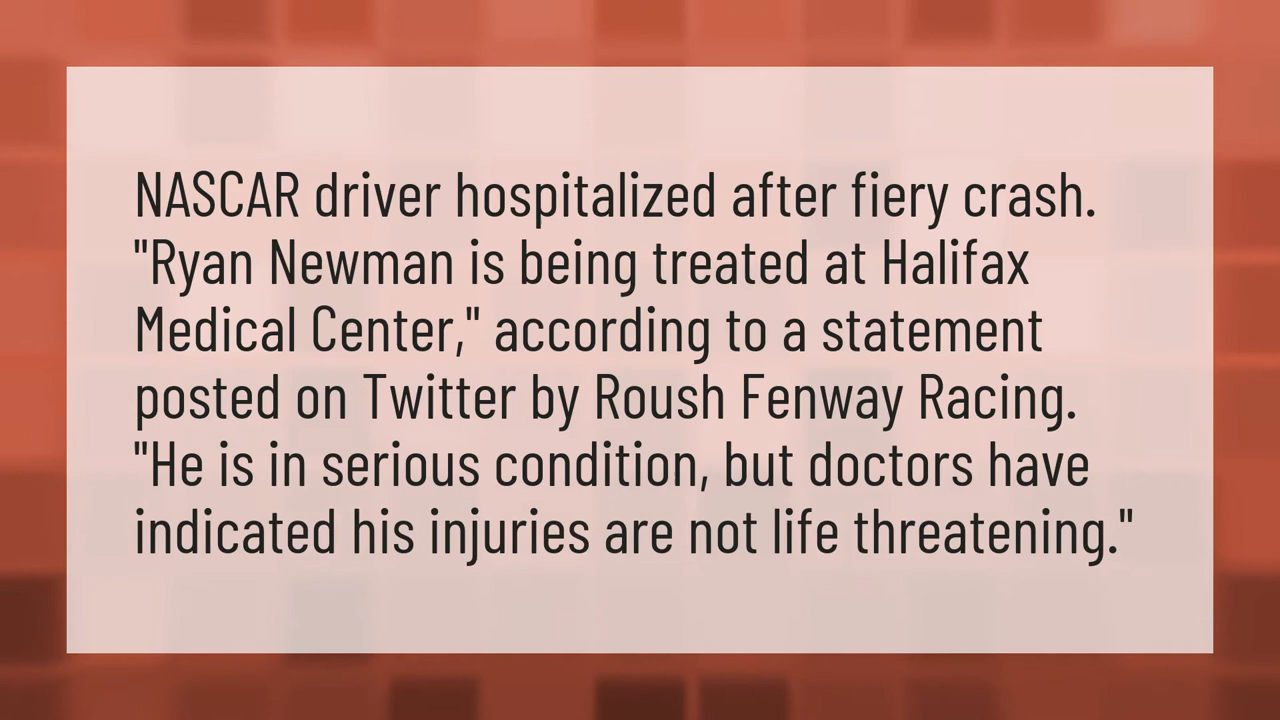 NASCAR driver hospitalized after fiery crash.
"Ryan Newman is being treated at Halifax
Medical Center," according to a statement
posted on Twitter by Roush Fenway Racing.
"He is in serious condition, but doctors have
indicated his injuries are not life threatening."